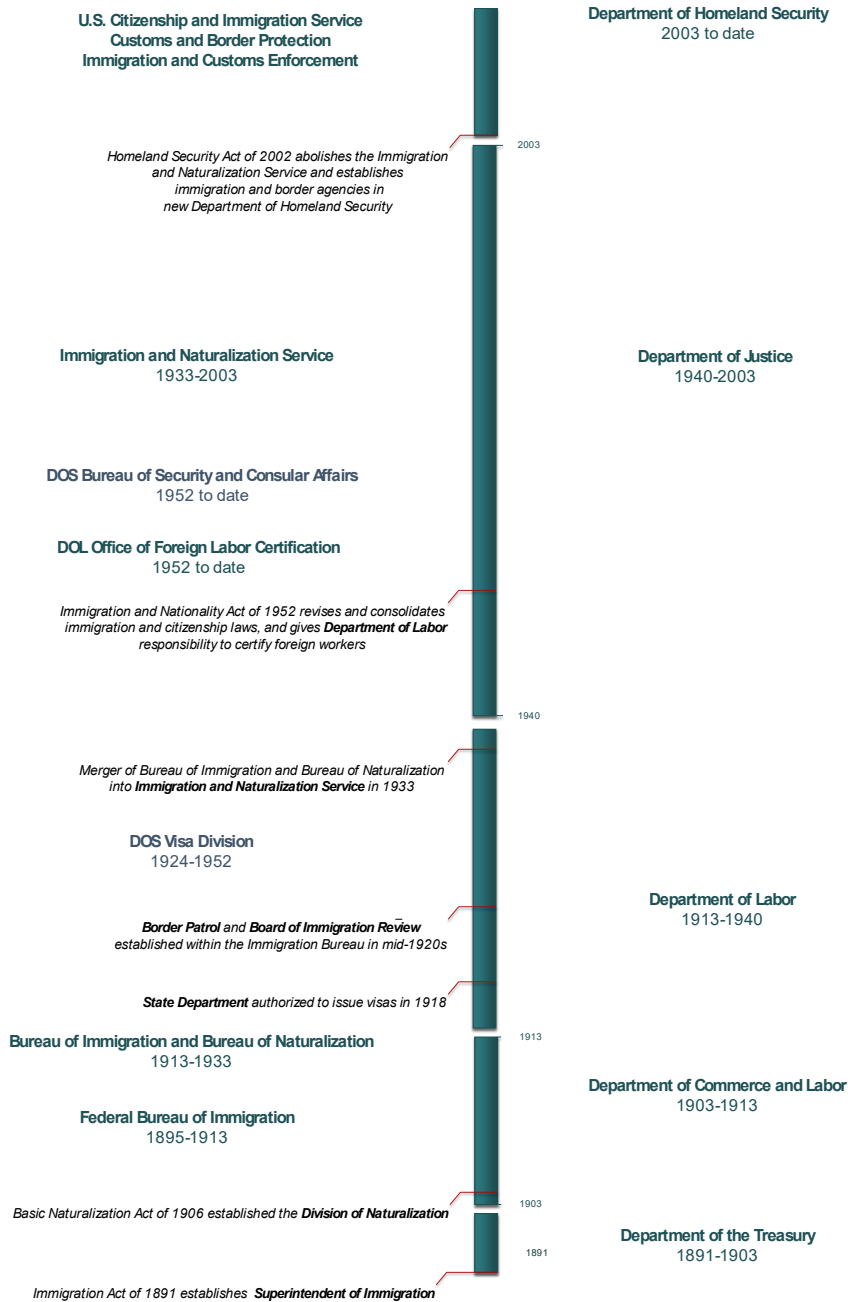 U.S. Citizenship and Immigration Service
Customs and Border Protection
Immigration and Customs Enforcement
Department of Homeland Security
2003 to date
2003
Homeland Security Act of 2002 abolishes the Immigration
and Naturalization Service and establishes
immigration and border agencies in
new Department of Homeland Security
Immigration and Naturalization Service
1933-2003
Department of Justice
1940-2003
DOS Bureau of Security and Consular Affairs
1952 to date
DOL Office of Foreign Labor Certification
1952 to date
Immigration and Nationality Act of 1952 revises and consolidates
immigration and citizenship laws, and gives Department of Labor
responsibility to certify foreign workers
1940
Merger of Bureau of Immigration and Bureau of Naturalization
into Immigration and Naturalization Service in 1933
DOS Visa Division
1924-1952
Department of Labor
1913-1940
Border Patrol and Board of Immigration Review
established within the Immigration Bureau in mid-1920s
State Department authorized to issue visas in 1918
1913
Bureau of Immigration and Bureau of Naturalization
1913-1933
Department of Commerce and Labor
1903-1913
Federal Bureau of Immigration
1895-1913
1903
Basic Naturalization Act of 1906 established the Division of Naturalization
Department of the Treasury
1891-1903
1891
Immigration Act of 1891 establishes Superintendent of Immigration